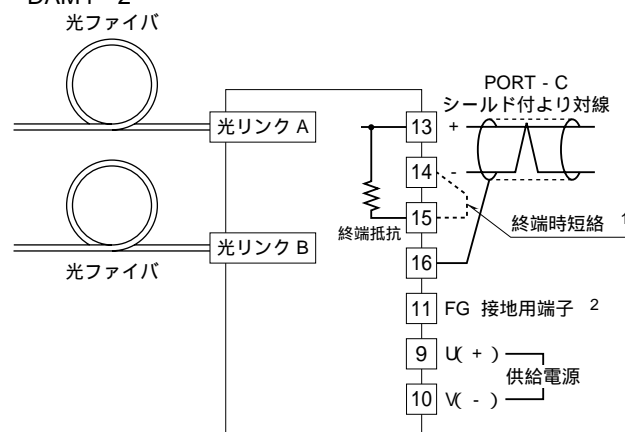 光ファイバ
光リンク A
光リンク B
光ファイバ
PORT - C
シールド付より対線
13
+
14
-
15
終端抵抗
終端時短絡 1
16
11 FG 接地用端子 2
9 U( + )
供給電源
10 V( - )